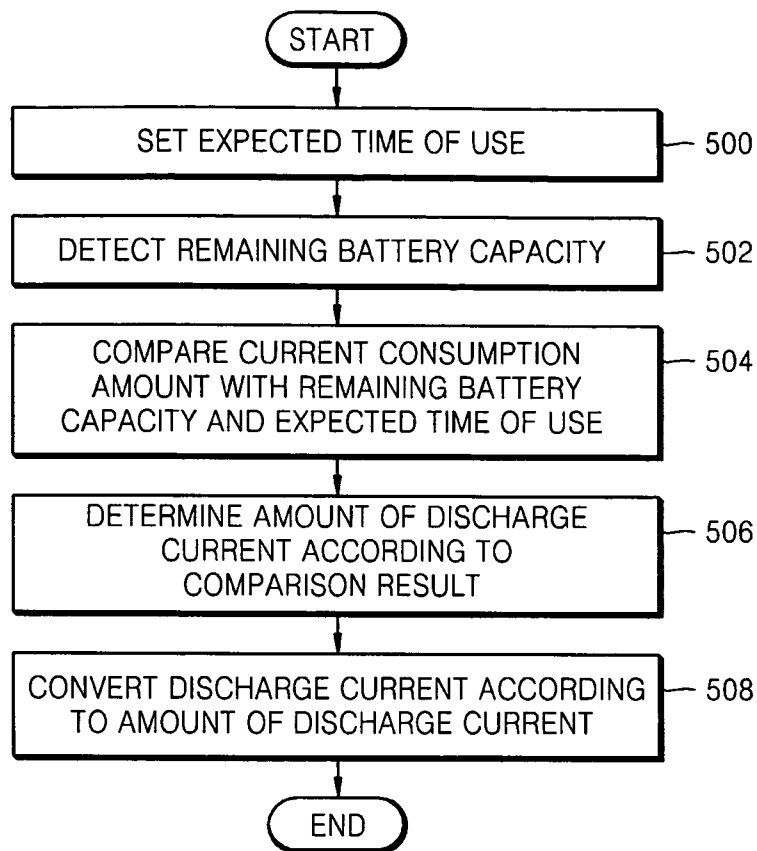 START
SET EXPECTED TIME OF USE
500
DETECT REMAINING BATTERY CAPACITY
502
COMPARE CURRENT CONSUMPTION
AMOUNT WITH REMAINING BATTERY
CAPACITY AND EXPECTED TIME OF USE
504
DETERMINE AMOUNT OF DISCHARGE
CURRENT ACCORDING TO
COMPARISON RESULT
506
CONVERT DISCHARGE CURRENT ACCORDING
TO AMOUNT OF DISCHARGE CURRENT
508
END